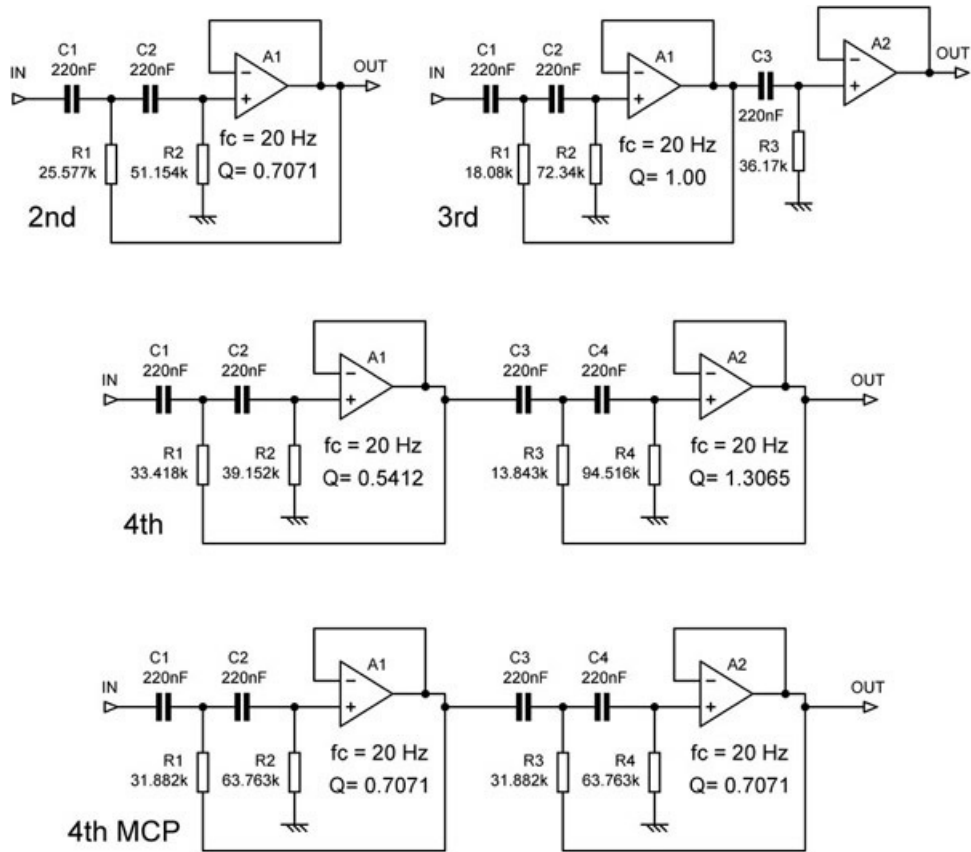 C1
220nF
C2
220nF
A1
IN
OUT
fc = 20 Hz
Q= 0.7071
R1
25.577k
R2
51.154k
2nd
C1
220nF
C2
220nF
A1
C3
220nF
A2
IN
OUT
fc = 20 Hz
Q= 1.00
R1
18.08k
R2
72.34k
R3
36.17k
3rd
C1
220nF
C2
220nF
A1
C3
220nF
C4
220nF
A2
IN
OUT
R1
33.418k
R2
39.152k
fc = 20 Hz
Q= 0.5412
R3
13.843k
R4
94.516k
fc = 20 Hz
Q= 1.3065
4th
C1
220nF
C2
220nF
A1
C3
220nF
C4
220nF
A2
IN
OUT
R1
31.882k
R2
63.763k
fc = 20 Hz
Q= 0.7071
R3
31.882k
R4
63.763k
fc = 20 Hz
Q= 0.7071
4th MCP